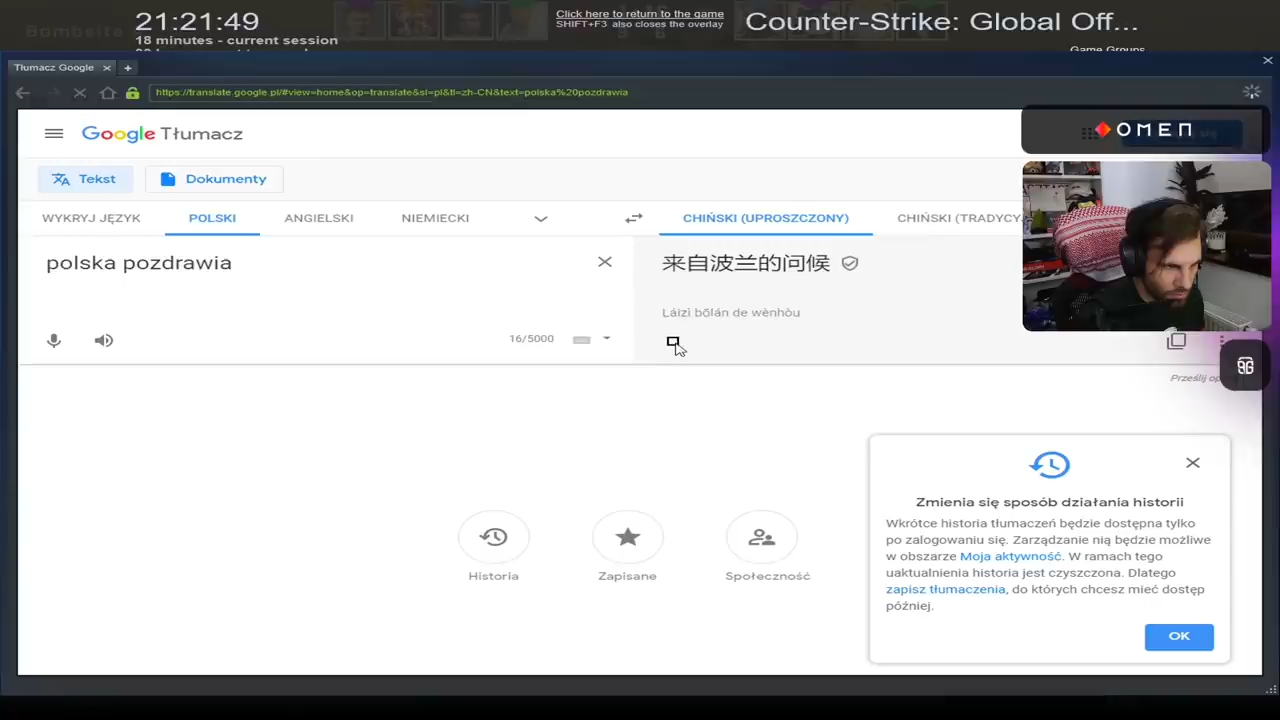 Bombsite
21:21:49
18 minutes - current session
Click here to return to the game
SHIFT+F3 also closes the overlay
Counter-Strike: Global Off...
Game Groups
Tłumacz Google
https://translate.google.pl/#view=home&op=translate&sl=pl&tl=zh-CN&text=polska%20pozdrawia
OMEN
Google Tłumacz
Tekst
Dokumenty
WYKRYJ JĘZYK
POLSKI
ANGIELSKI
NIEMIECKI
CHIŃSKI (UPROSZCZONY)
CHIŃSKI (TRADYCY
polska pozdrawia
来自波兰的问候
Láizì bōlán de wènhòu
16/5000
Prześlij
Zmienia się sposób działania historii
Wkrótce historia tłumaczeń będzie dostępna tylko
po zalogowaniu się. Zarządzanie nią będzie możliwe
w obszarze Moja aktywność. W ramach tego
uaktualnienia historia jest czyszczona. Dlatego
zapisz tłumaczenia, do których chcesz mieć dostęp
później.
OK
Historia
Zapisane
Społeczność